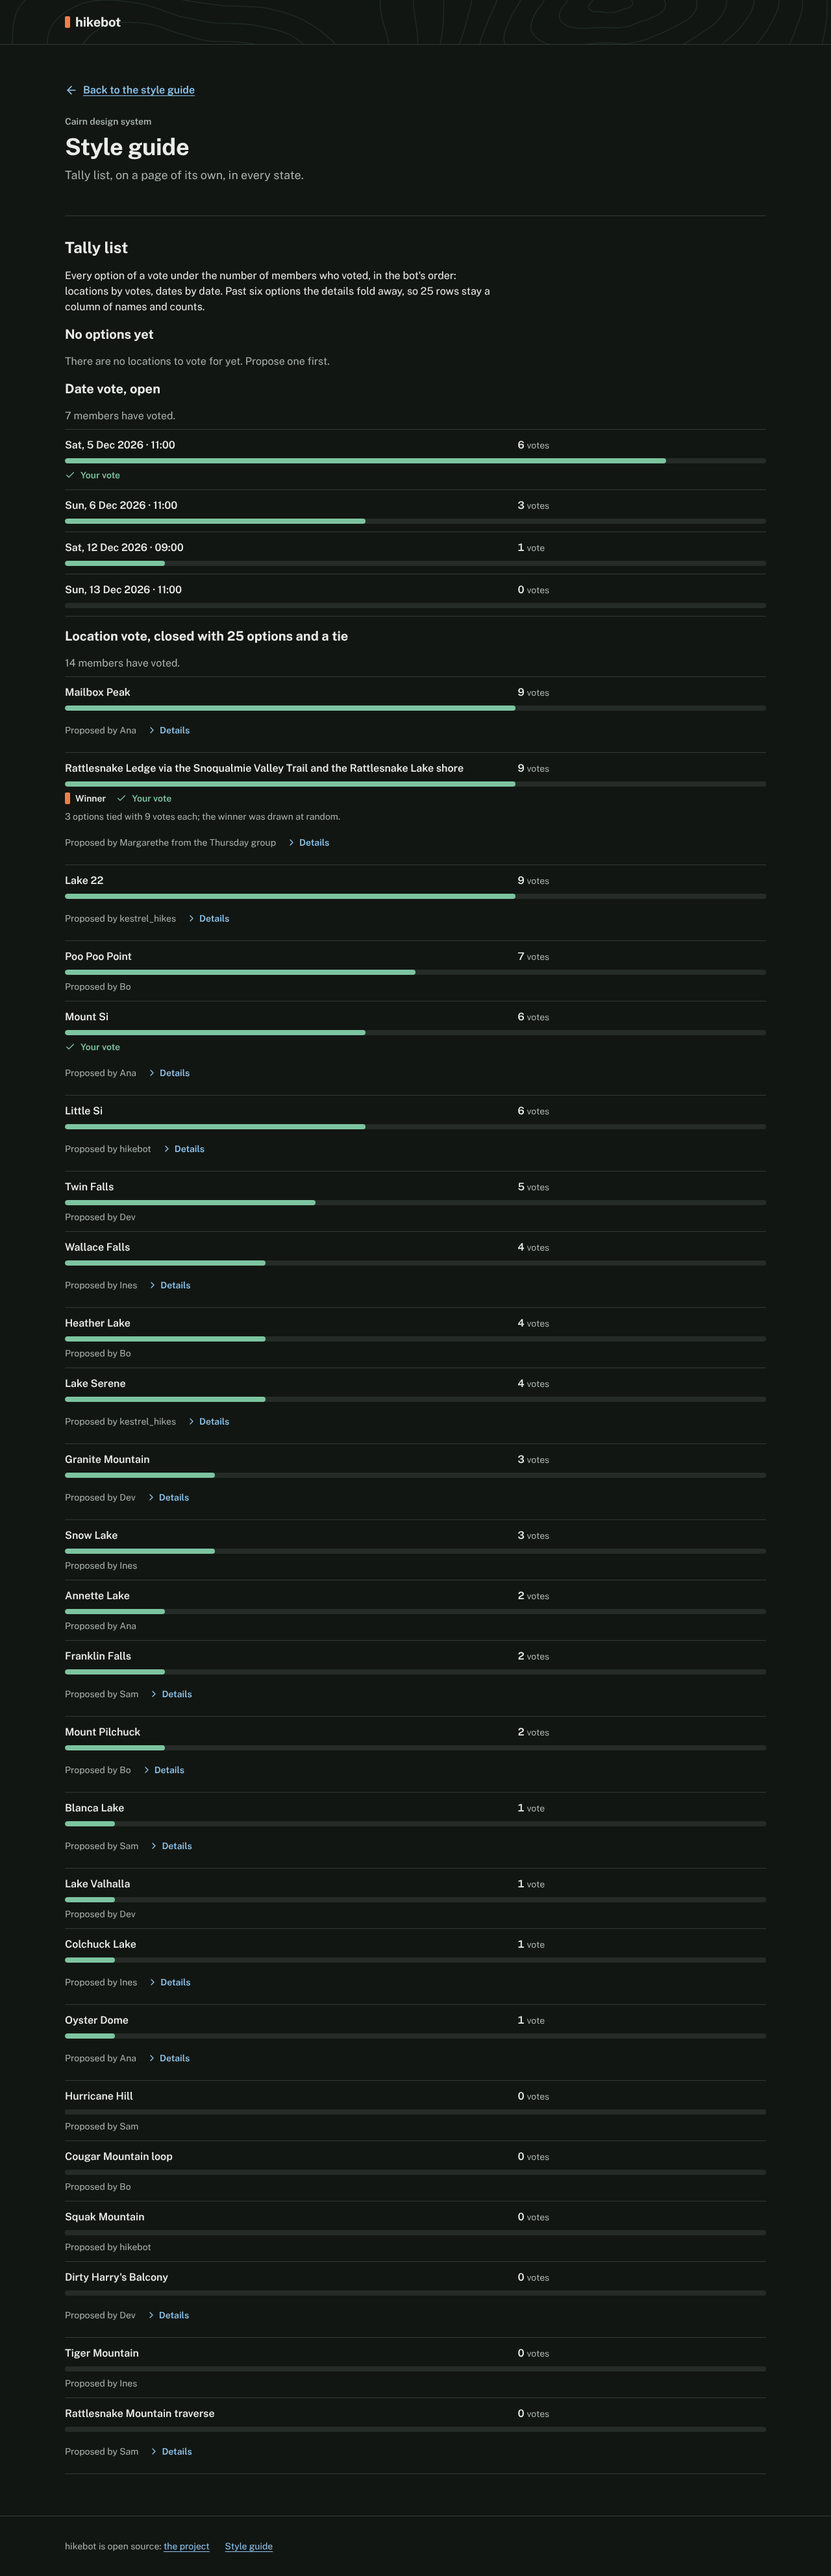 hikebot
Back to the style guide
Cairn design system
Style guide
Tally list, on a page of its own, in every state.
Tally list
Every option of a vote under the number of members who voted, in the bot's order:
locations by votes, dates by date. Past six options the details fold away, so 25 rows stay a
column of names and counts.
No options yet
There are no locations to vote for yet. Propose one first.
Date vote, open
7 members have voted.
Sat, 5 Dec 2026 · 11:00 6 votes
Your vote
Sun, 6 Dec 2026 · 11:00 3 votes
Sat, 12 Dec 2026 · 09:00 1 vote
Sun, 13 Dec 2026 · 11:00 0 votes
Location vote, closed with 25 options and a tie
14 members have voted.
Mailbox Peak 9 votes
Proposed by Ana Details
Rattlesnake Ledge via the Snoqualmie Valley Trail and the Rattlesnake Lake shore 9 votes
Winner Your vote
3 options tied with 9 votes each; the winner was drawn at random.
Proposed by Margarethe from the Thursday group Details
Lake 22 9 votes
Proposed by kestrel_hikes Details
Poo Poo Point 7 votes
Proposed by Bo
Mount Si 6 votes
Your vote
Proposed by Ana Details
Little Si 6 votes
Proposed by hikebot Details
Twin Falls 5 votes
Proposed by Dev
Wallace Falls 4 votes
Proposed by Ines Details
Heather Lake 4 votes
Proposed by Bo
Lake Serene 4 votes
Proposed by kestrel_hikes Details
Granite Mountain 3 votes
Proposed by Dev Details
Snow Lake 3 votes
Proposed by Ines
Annette Lake 2 votes
Proposed by Ana
Franklin Falls 2 votes
Proposed by Sam Details
Mount Pilchuck 2 votes
Proposed by Bo Details
Blanca Lake 1 vote
Proposed by Sam Details
Lake Valhalla 1 vote
Proposed by Dev
Colchuck Lake 1 vote
Proposed by Ines Details
Oyster Dome 1 vote
Proposed by Ana Details
Hurricane Hill 0 votes
Proposed by Sam
Cougar Mountain loop 0 votes
Proposed by Bo
Squak Mountain 0 votes
Proposed by hikebot
Dirty Harry's Balcony 0 votes
Proposed by Dev Details
Tiger Mountain 0 votes
Proposed by Ines
Rattlesnake Mountain traverse 0 votes
Proposed by Sam Details
hikebot is open source: the project Style guide